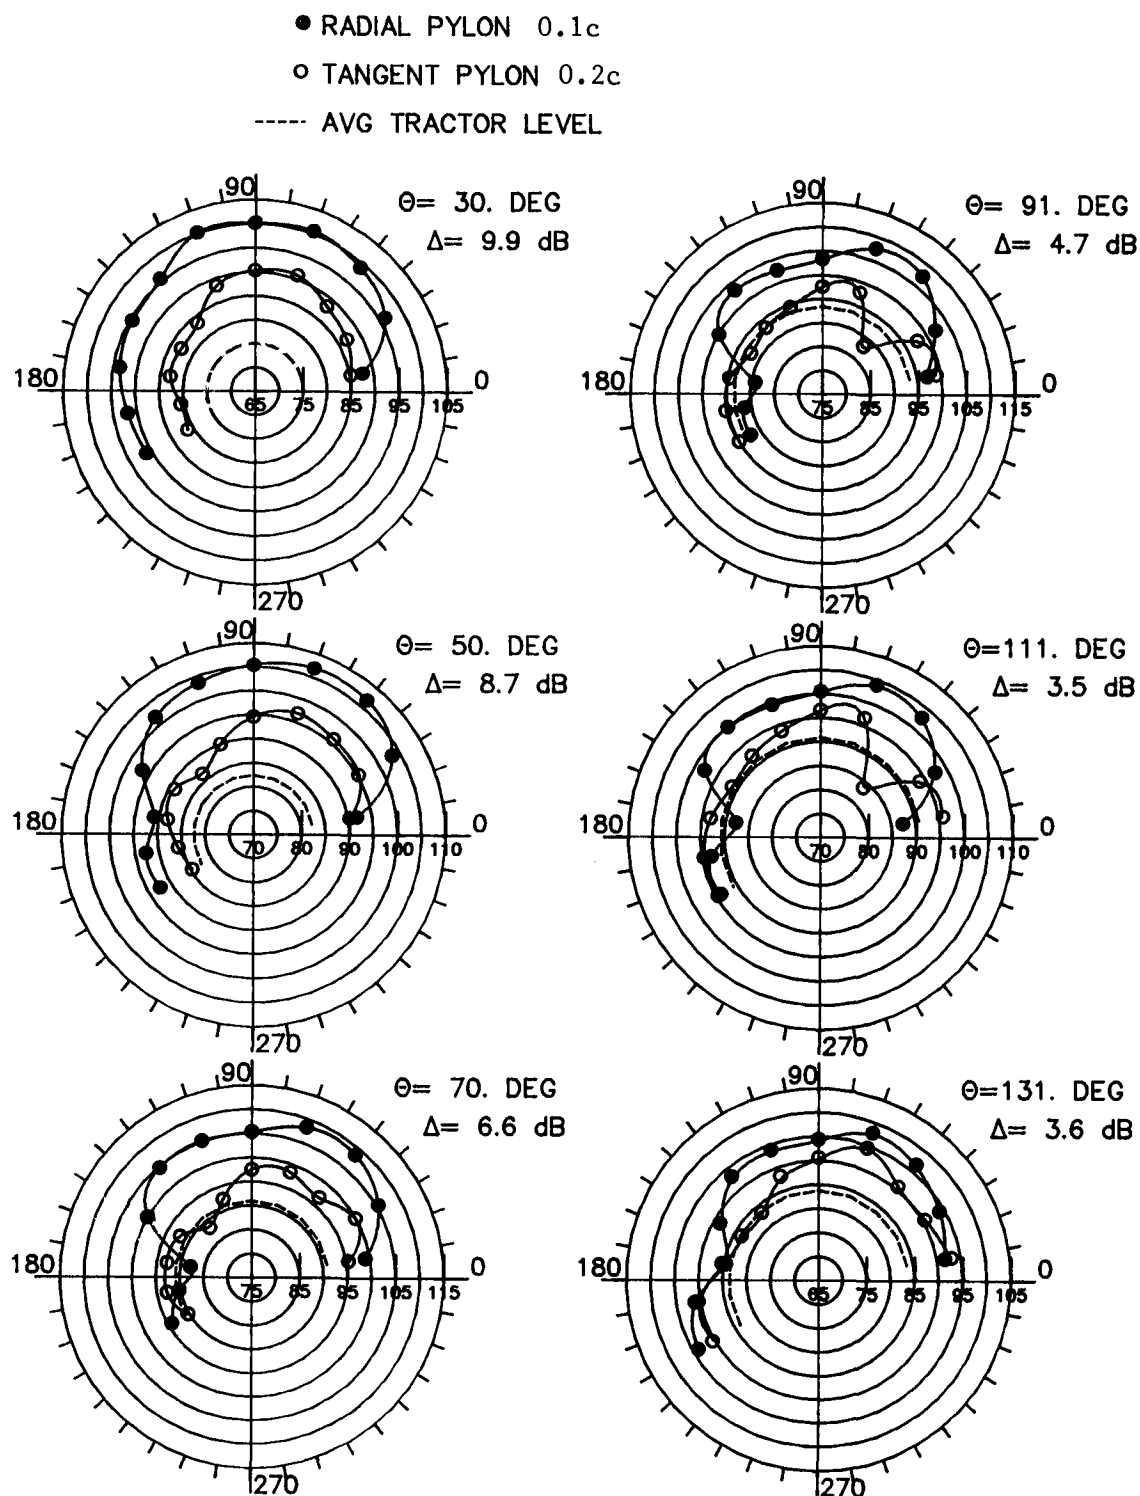 ● RADIAL PYLON 0.1c
○ TANGENT PYLON 0.2c
----- AVG TRACTOR LEVEL
90
Θ= 30. DEG
Δ= 9.9 dB
180
0
65 75 85 95 105
270
90
Θ= 91. DEG
Δ= 4.7 dB
180
0
75 85 95 105 115
270
90
Θ= 50. DEG
Δ= 8.7 dB
180
0
70 80 90 100 110
270
90
Θ=111. DEG
Δ= 3.5 dB
180
0
70 80 90 100 110
270
90
Θ= 70. DEG
Δ= 6.6 dB
180
0
75 85 95 105 115
270
90
Θ=131. DEG
Δ= 3.6 dB
180
0
65 75 85 95 105
270